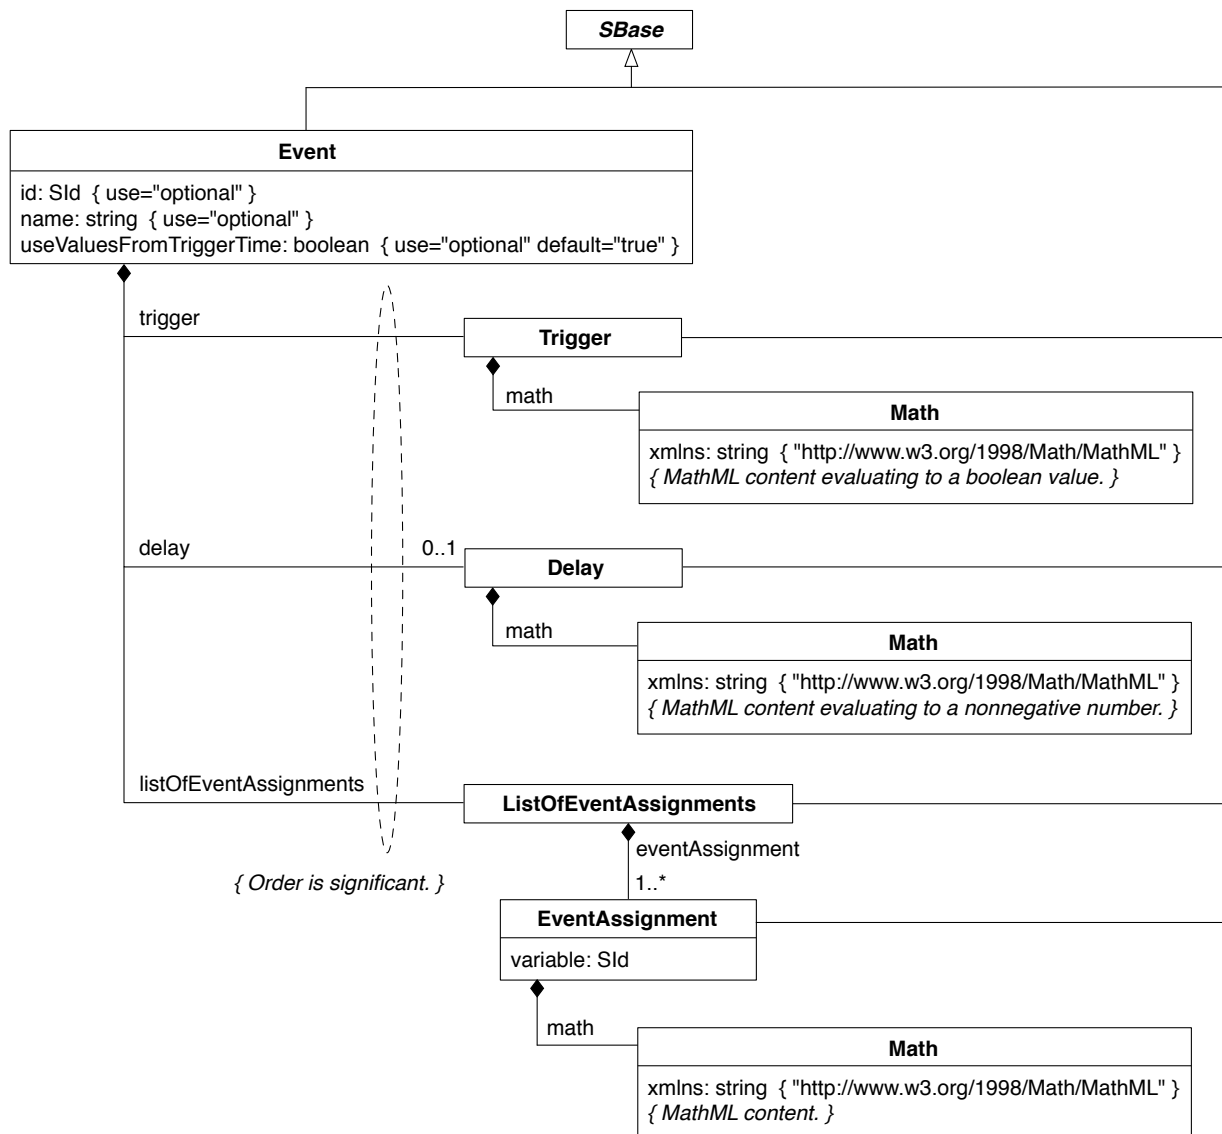 SBase
Event
id: SId { use="optional" }
name: string { use="optional" }
useValuesFromTriggerTime: boolean { use="optional" default="true" }
trigger
Trigger
math
Math
xmlns: string { "http://www.w3.org/1998/Math/MathML" }
{ MathML content evaluating to a boolean value. }
delay
0..1
Delay
math
Math
xmlns: string { "http://www.w3.org/1998/Math/MathML" }
{ MathML content evaluating to a nonnegative number. }
listOfEventAssignments
ListOfEventAssignments
eventAssignment
{ Order is significant. }
1..*
EventAssignment
variable: SId
math
Math
xmlns: string { "http://www.w3.org/1998/Math/MathML" }
{ MathML content. }